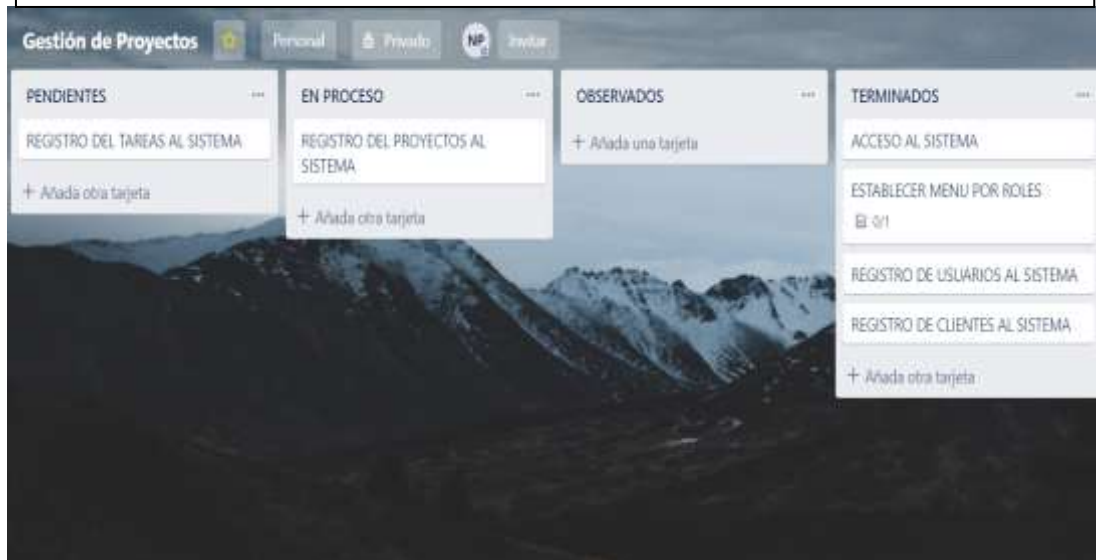 Gestión de Proyectos
Personal
Privado
NP
Invitar
PENDIENTES
REGISTRO DEL TAREAS AL SISTEMA
+ Añada otra tarjeta
EN PROCESO
REGISTRO DEL PROYECTOS AL
SISTEMA
+ Añada otra tarjeta
OBSERVADOS
+ Añada una tarjeta
TERMINADOS
ACCESO AL SISTEMA
ESTABLECER MENU POR ROLES
0/1
REGISTRO DE USUARIOS AL SISTEMA
REGISTRO DE CLIENTES AL SISTEMA
+ Añada otra tarjeta